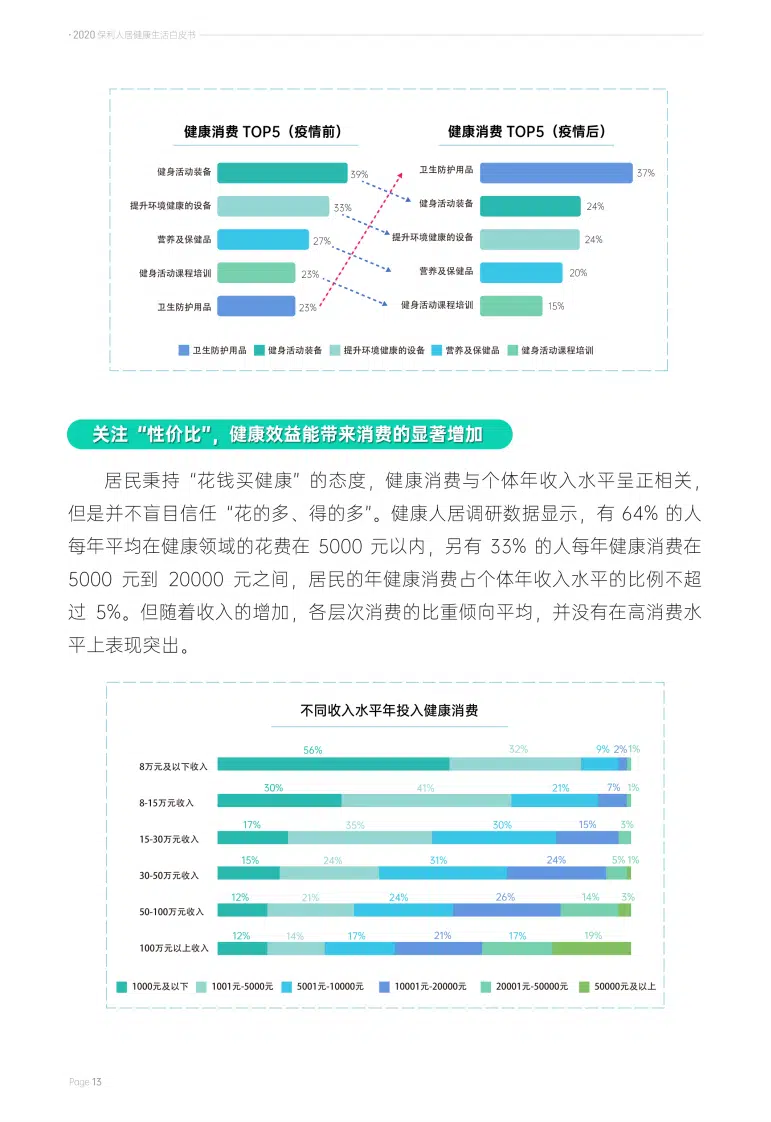 · 2020 保利人居健康生活白皮书
健康消费 TOP5（疫情前）
健身活动装备 39%
提升环境健康的设备 33%
营养及保健品 27%
健身活动课程培训 23%
卫生防护用品 23%
健康消费 TOP5（疫情后）
卫生防护用品 37%
健身活动装备 24%
提升环境健康的设备 24%
营养及保健品 20%
健身活动课程培训 15%
卫生防护用品 健身活动装备 提升环境健康的设备 营养及保健品 健身活动课程培训
关注“性价比”，健康效益能带来消费的显著增加
居民秉持“花钱买健康”的态度，健康消费与个体年收入水平呈正相关，
但是并不盲目信任“花的多、得的多”。健康人居调研数据显示，有 64% 的人
每年平均在健康领域的花费在 5000 元以内，另有 33% 的人每年健康消费在
5000 元到 20000 元之间，居民的年健康消费占个体年收入水平的比例不超
过 5%。但随着收入的增加，各层次消费的比重倾向平均，并没有在高消费水
平上表现突出。
不同收入水平年投入健康消费
56% 32% 9% 2% 1%
8万元及以下收入
30% 41% 21% 7% 1%
8-15万元收入
17% 35% 30% 15% 3%
15-30万元收入
15% 24% 31% 24% 5% 1%
30-50万元收入
12% 21% 24% 26% 14% 3%
50-100万元收入
12% 14% 17% 21% 17% 19%
100万元以上收入
1000元及以下 1001元-5000元 5001元-10000元 10001元-20000元 20001元-50000元 50000元及以上
Page·13